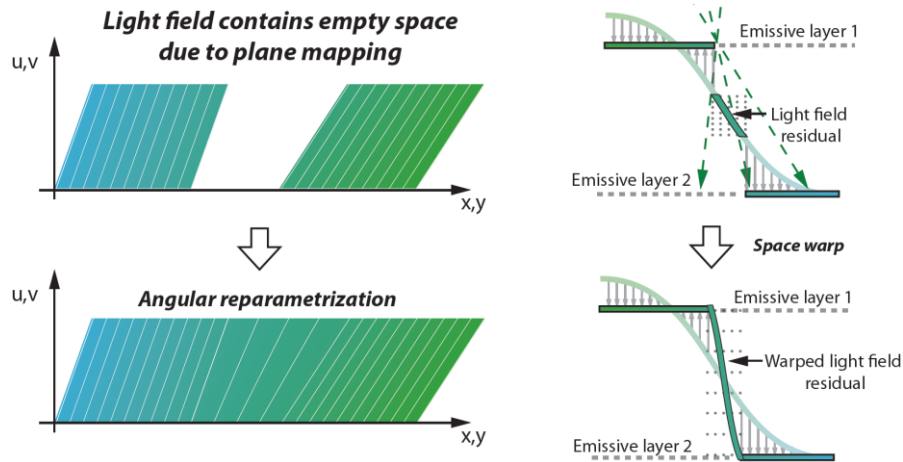 Light field contains empty space
due to plane mapping
u,v
x,y
Angular reparametrization
u,v
x,y
Emissive layer 1
Light field
residual
Emissive layer 2
Space warp
Emissive layer 1
Warped light field
residual
Emissive layer 2